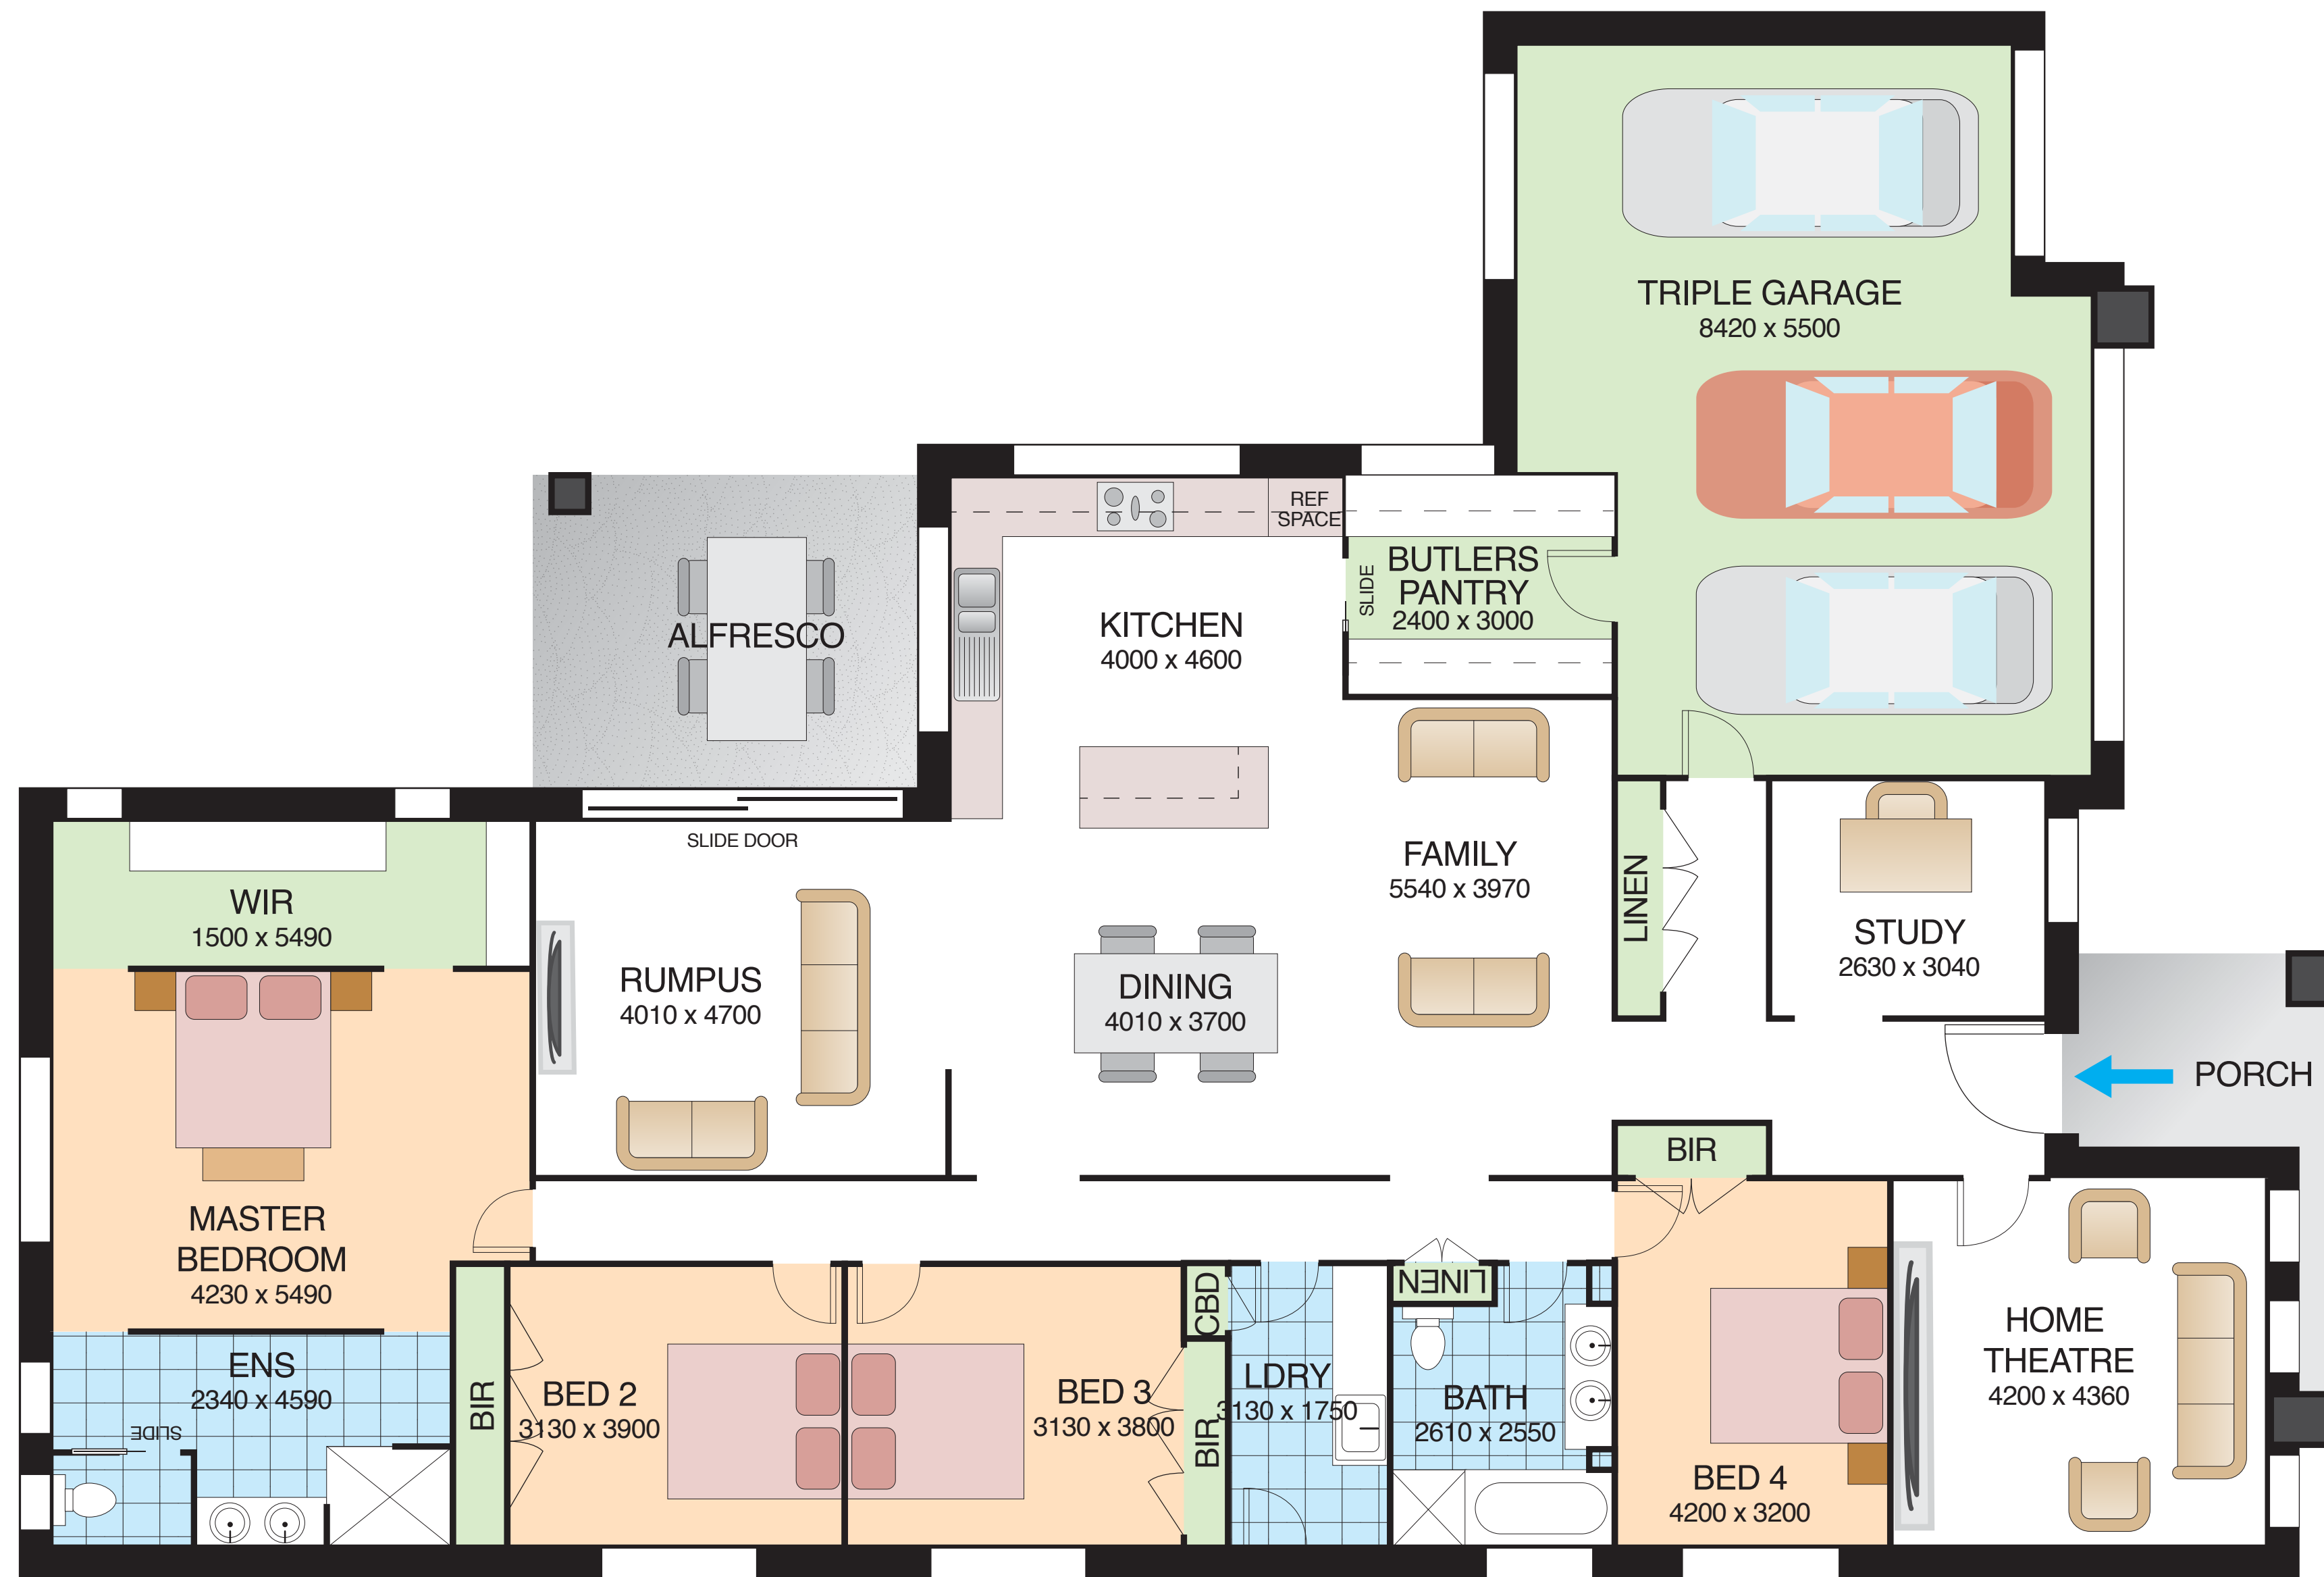 TRIPLE GARAGE
8420 x 5500
REF
SPACE
BUTLERS
PANTRY
2400 x 3000
SLIDE
KITCHEN
4000 x 4600
ALFRESCO
SLIDE DOOR
FAMILY
5540 x 3970
LINEN
STUDY
2630 x 3040
WIR
1500 x 5490
RUMPUS
4010 x 4700
DINING
4010 x 3700
PORCH
BIR
MASTER
BEDROOM
4230 x 5490
ENS
2340 x 4590
SLIDE
BIR
BED 2
3130 x 3900
BED 3
3130 x 3800
CBD
BIR
LDRY
3130 x 1750
LINEN
BATH
2610 x 2550
BED 4
4200 x 3200
HOME
THEATRE
4200 x 4360